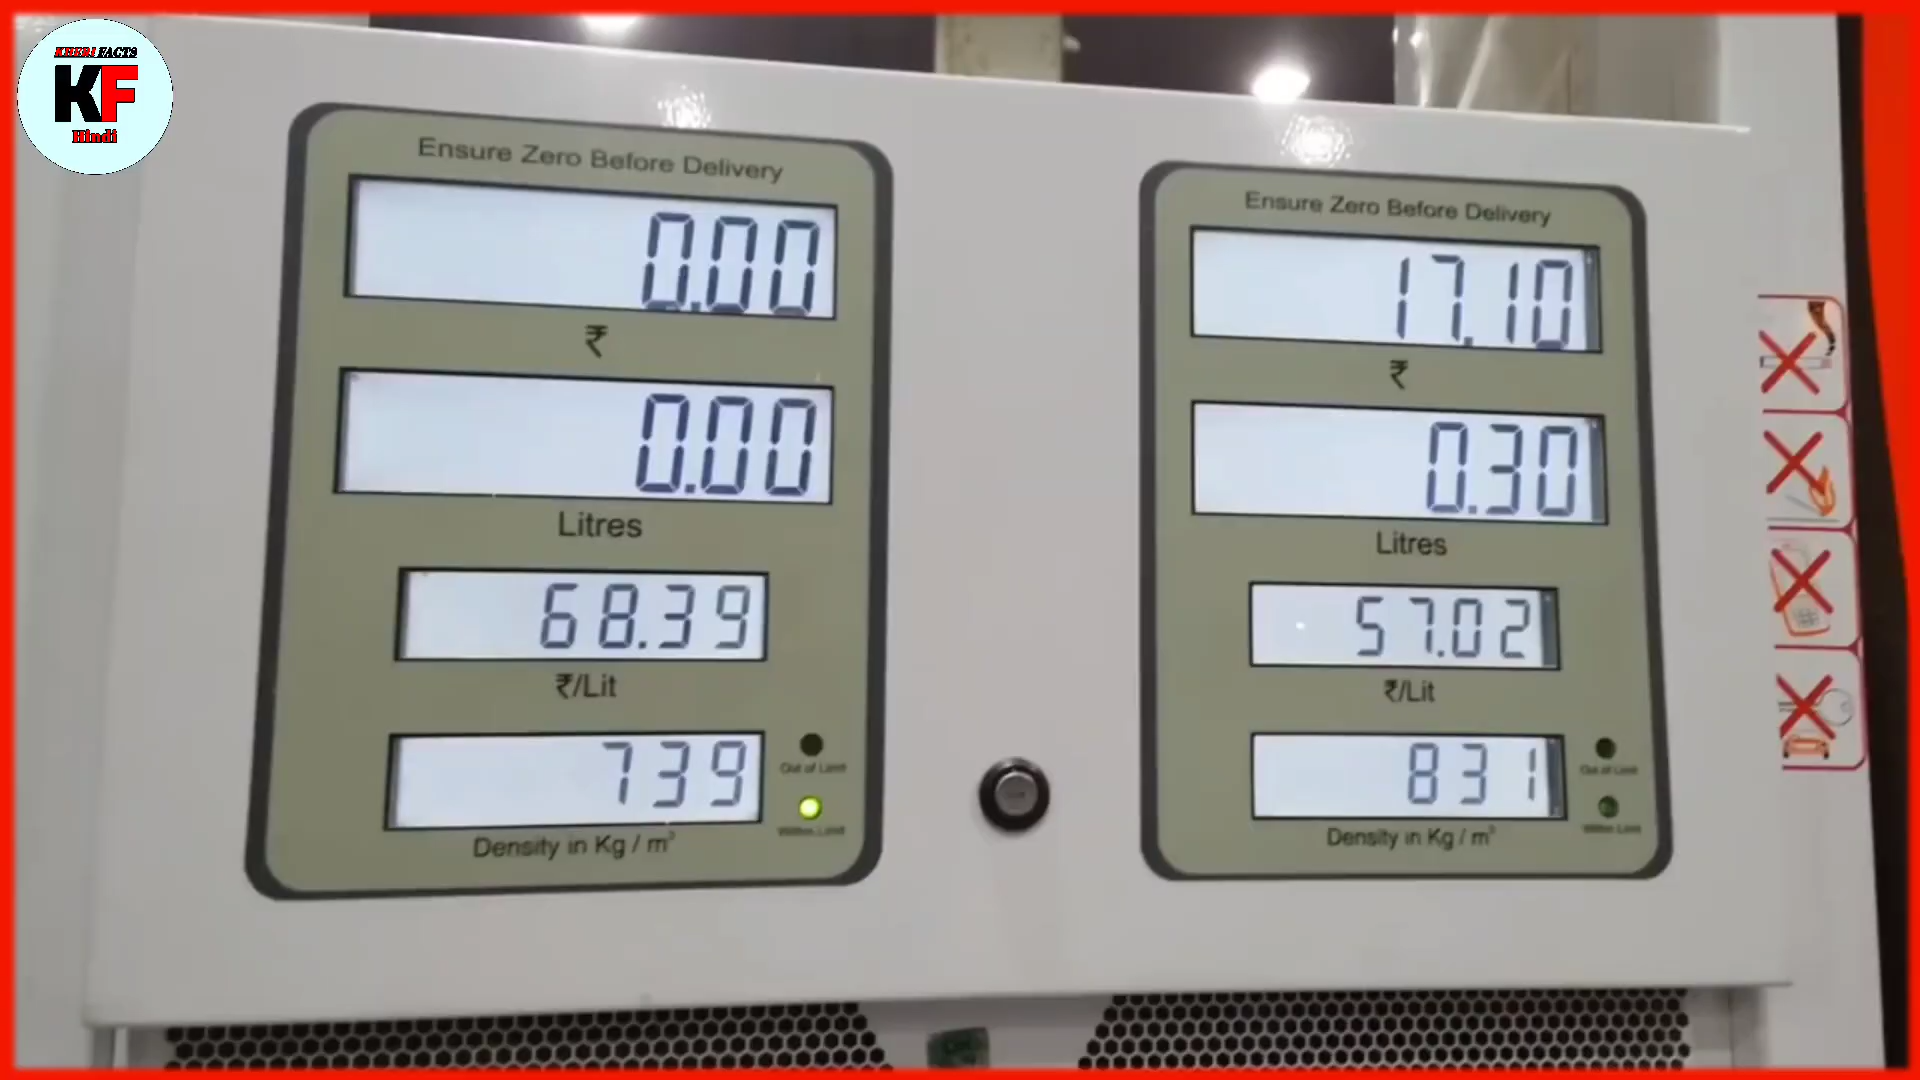 KHERI FACTS
KF
Hindi
Ensure Zero Before Delivery
0.00
₹
0.00
Litres
68.39
₹/Lit
739
Density in Kg / m³
Out of Limit
Within Limit
Ensure Zero Before Delivery
17.10
₹
0.30
Litres
57.02
₹/Lit
831
Density in Kg / m³
Out of Limit
Within Limit